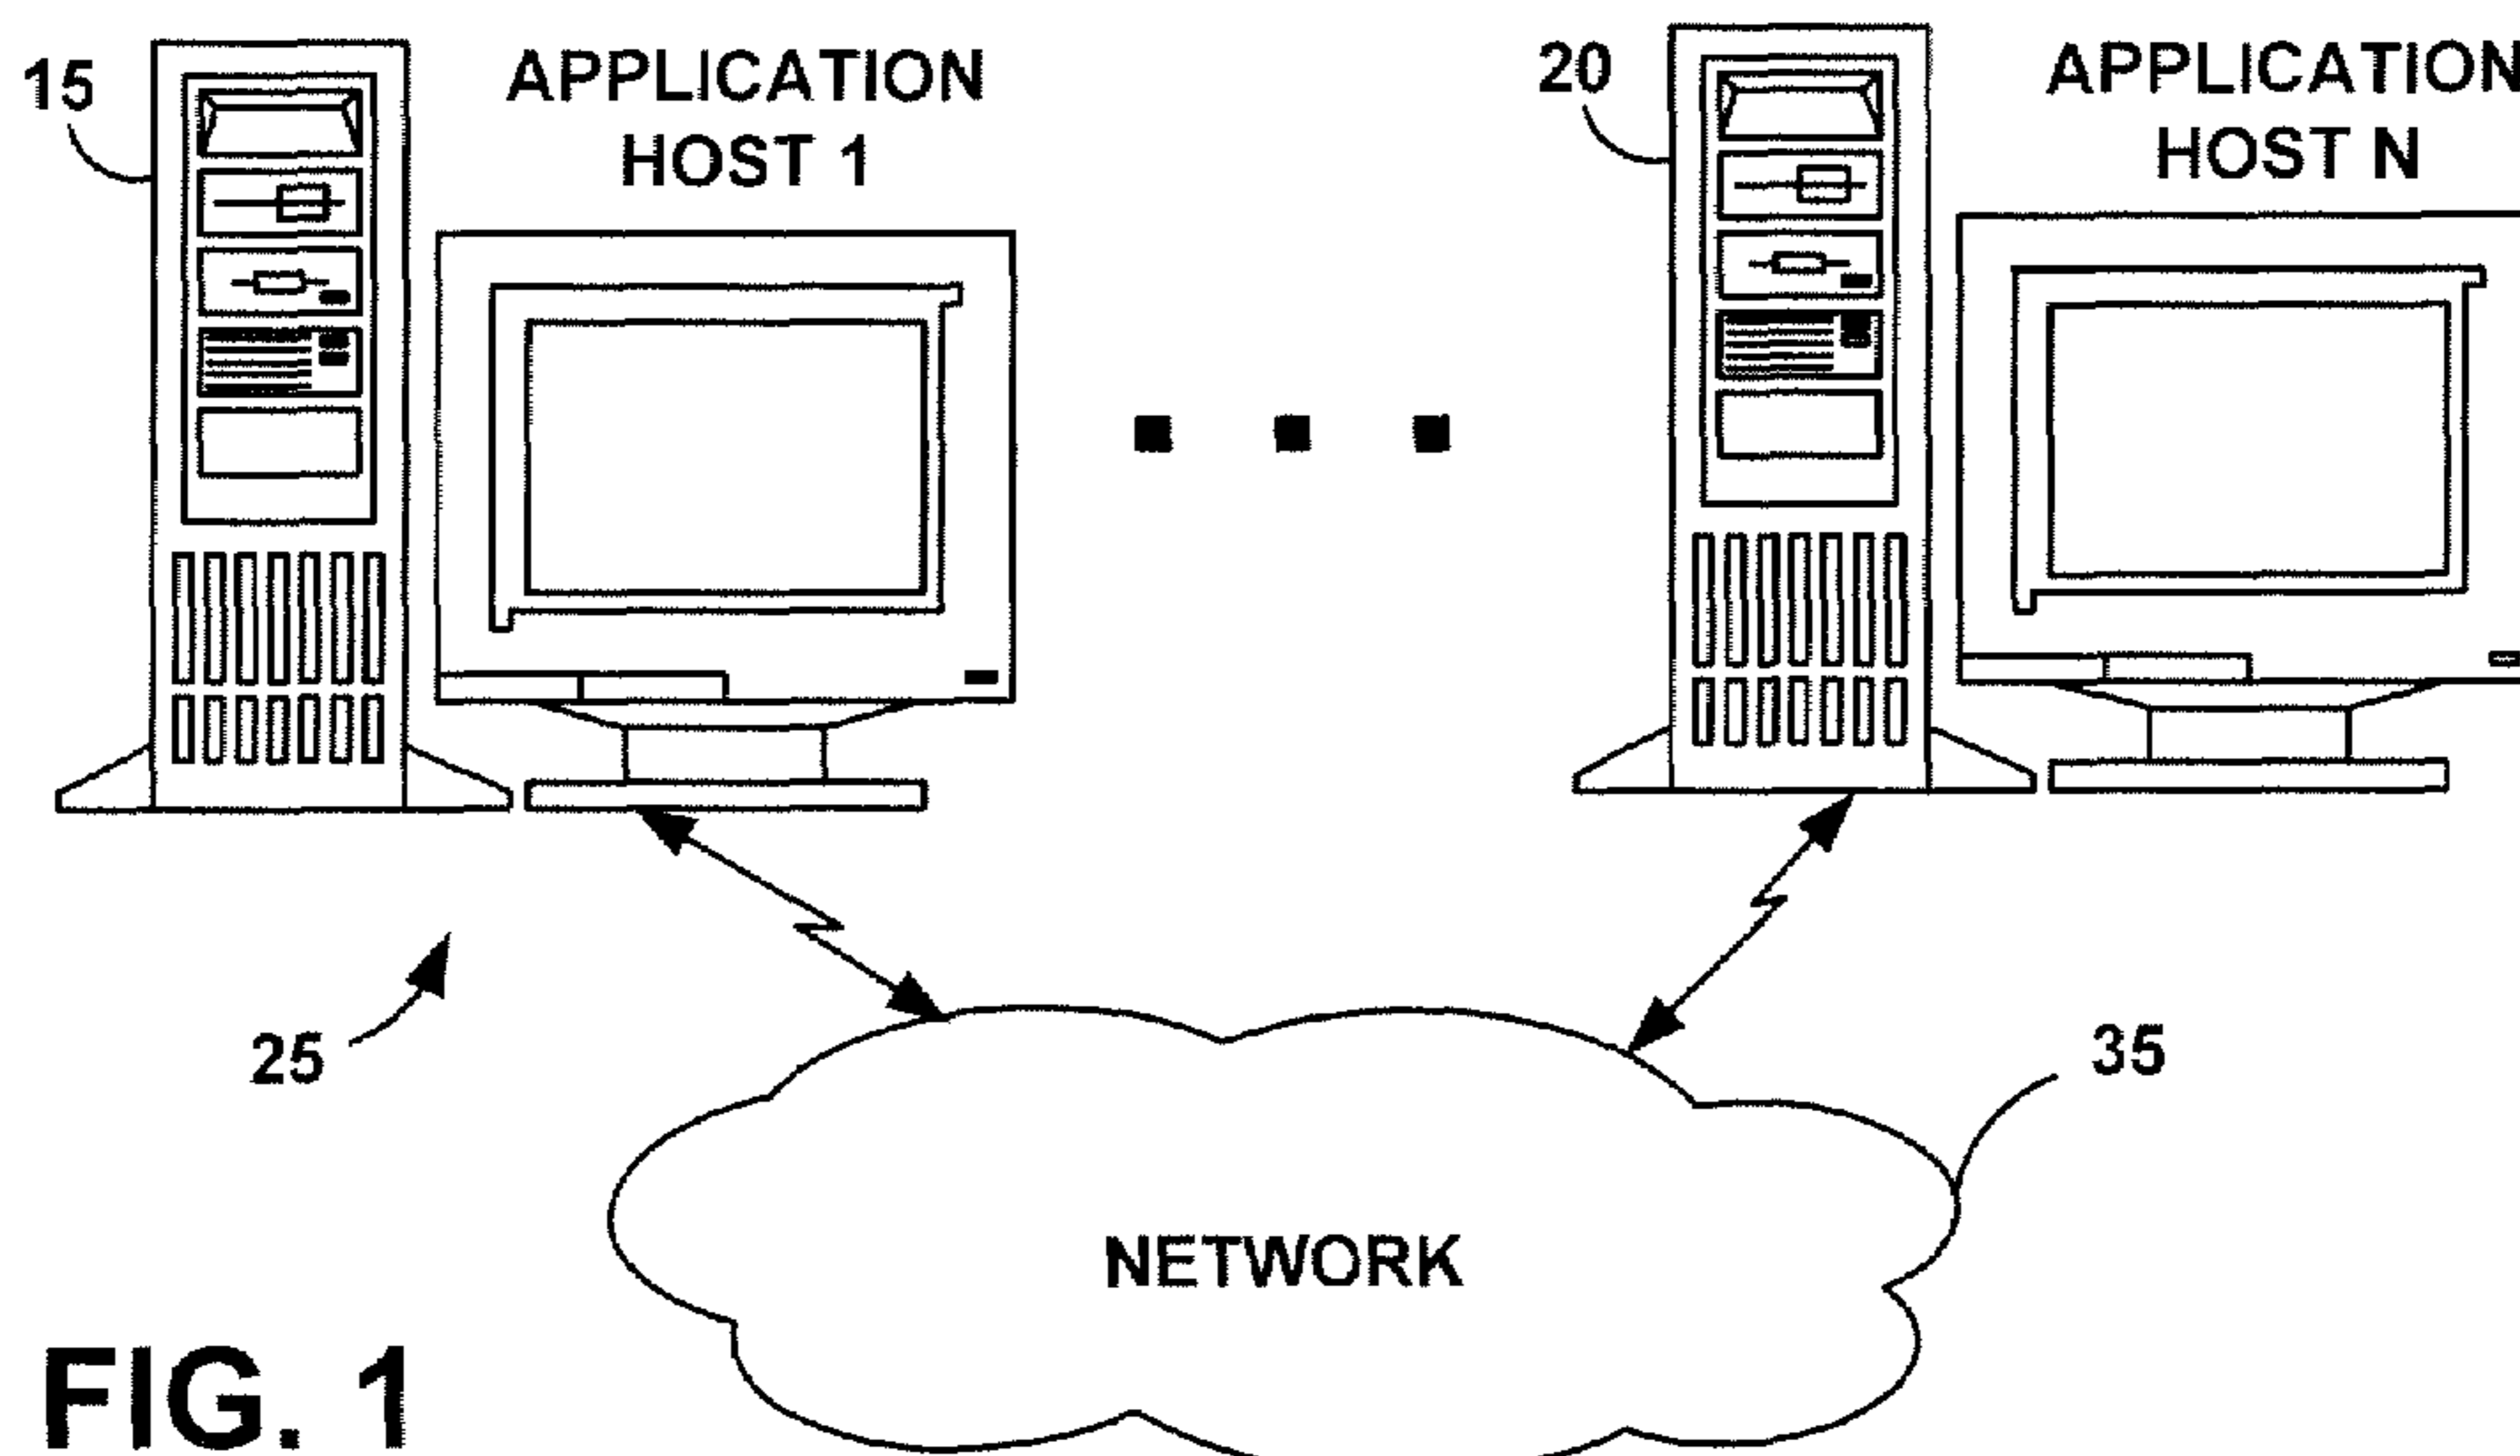 15
APPLICATION
HOST 1
20
APPLICATION
HOST N
25
35
NETWORK
FIG. 1